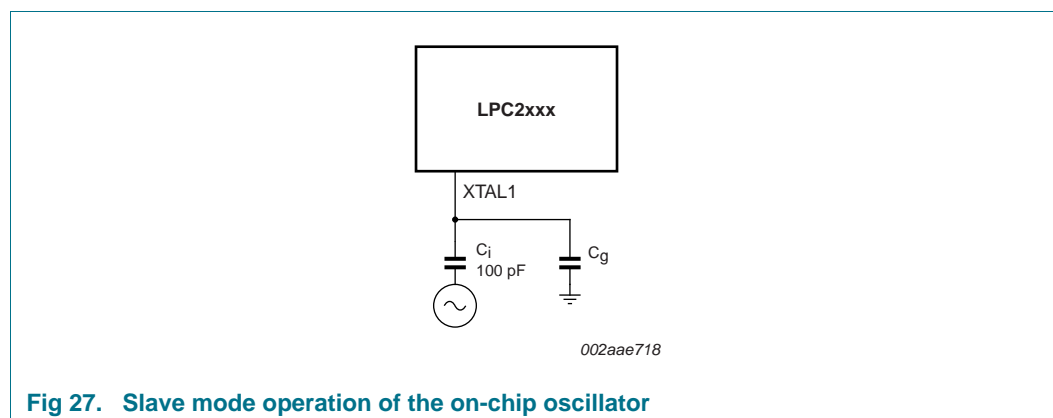 LPC2xxx
XTAL1
Ci
100 pF
Cg
002aae718
Fig 27. Slave mode operation of the on-chip oscillator